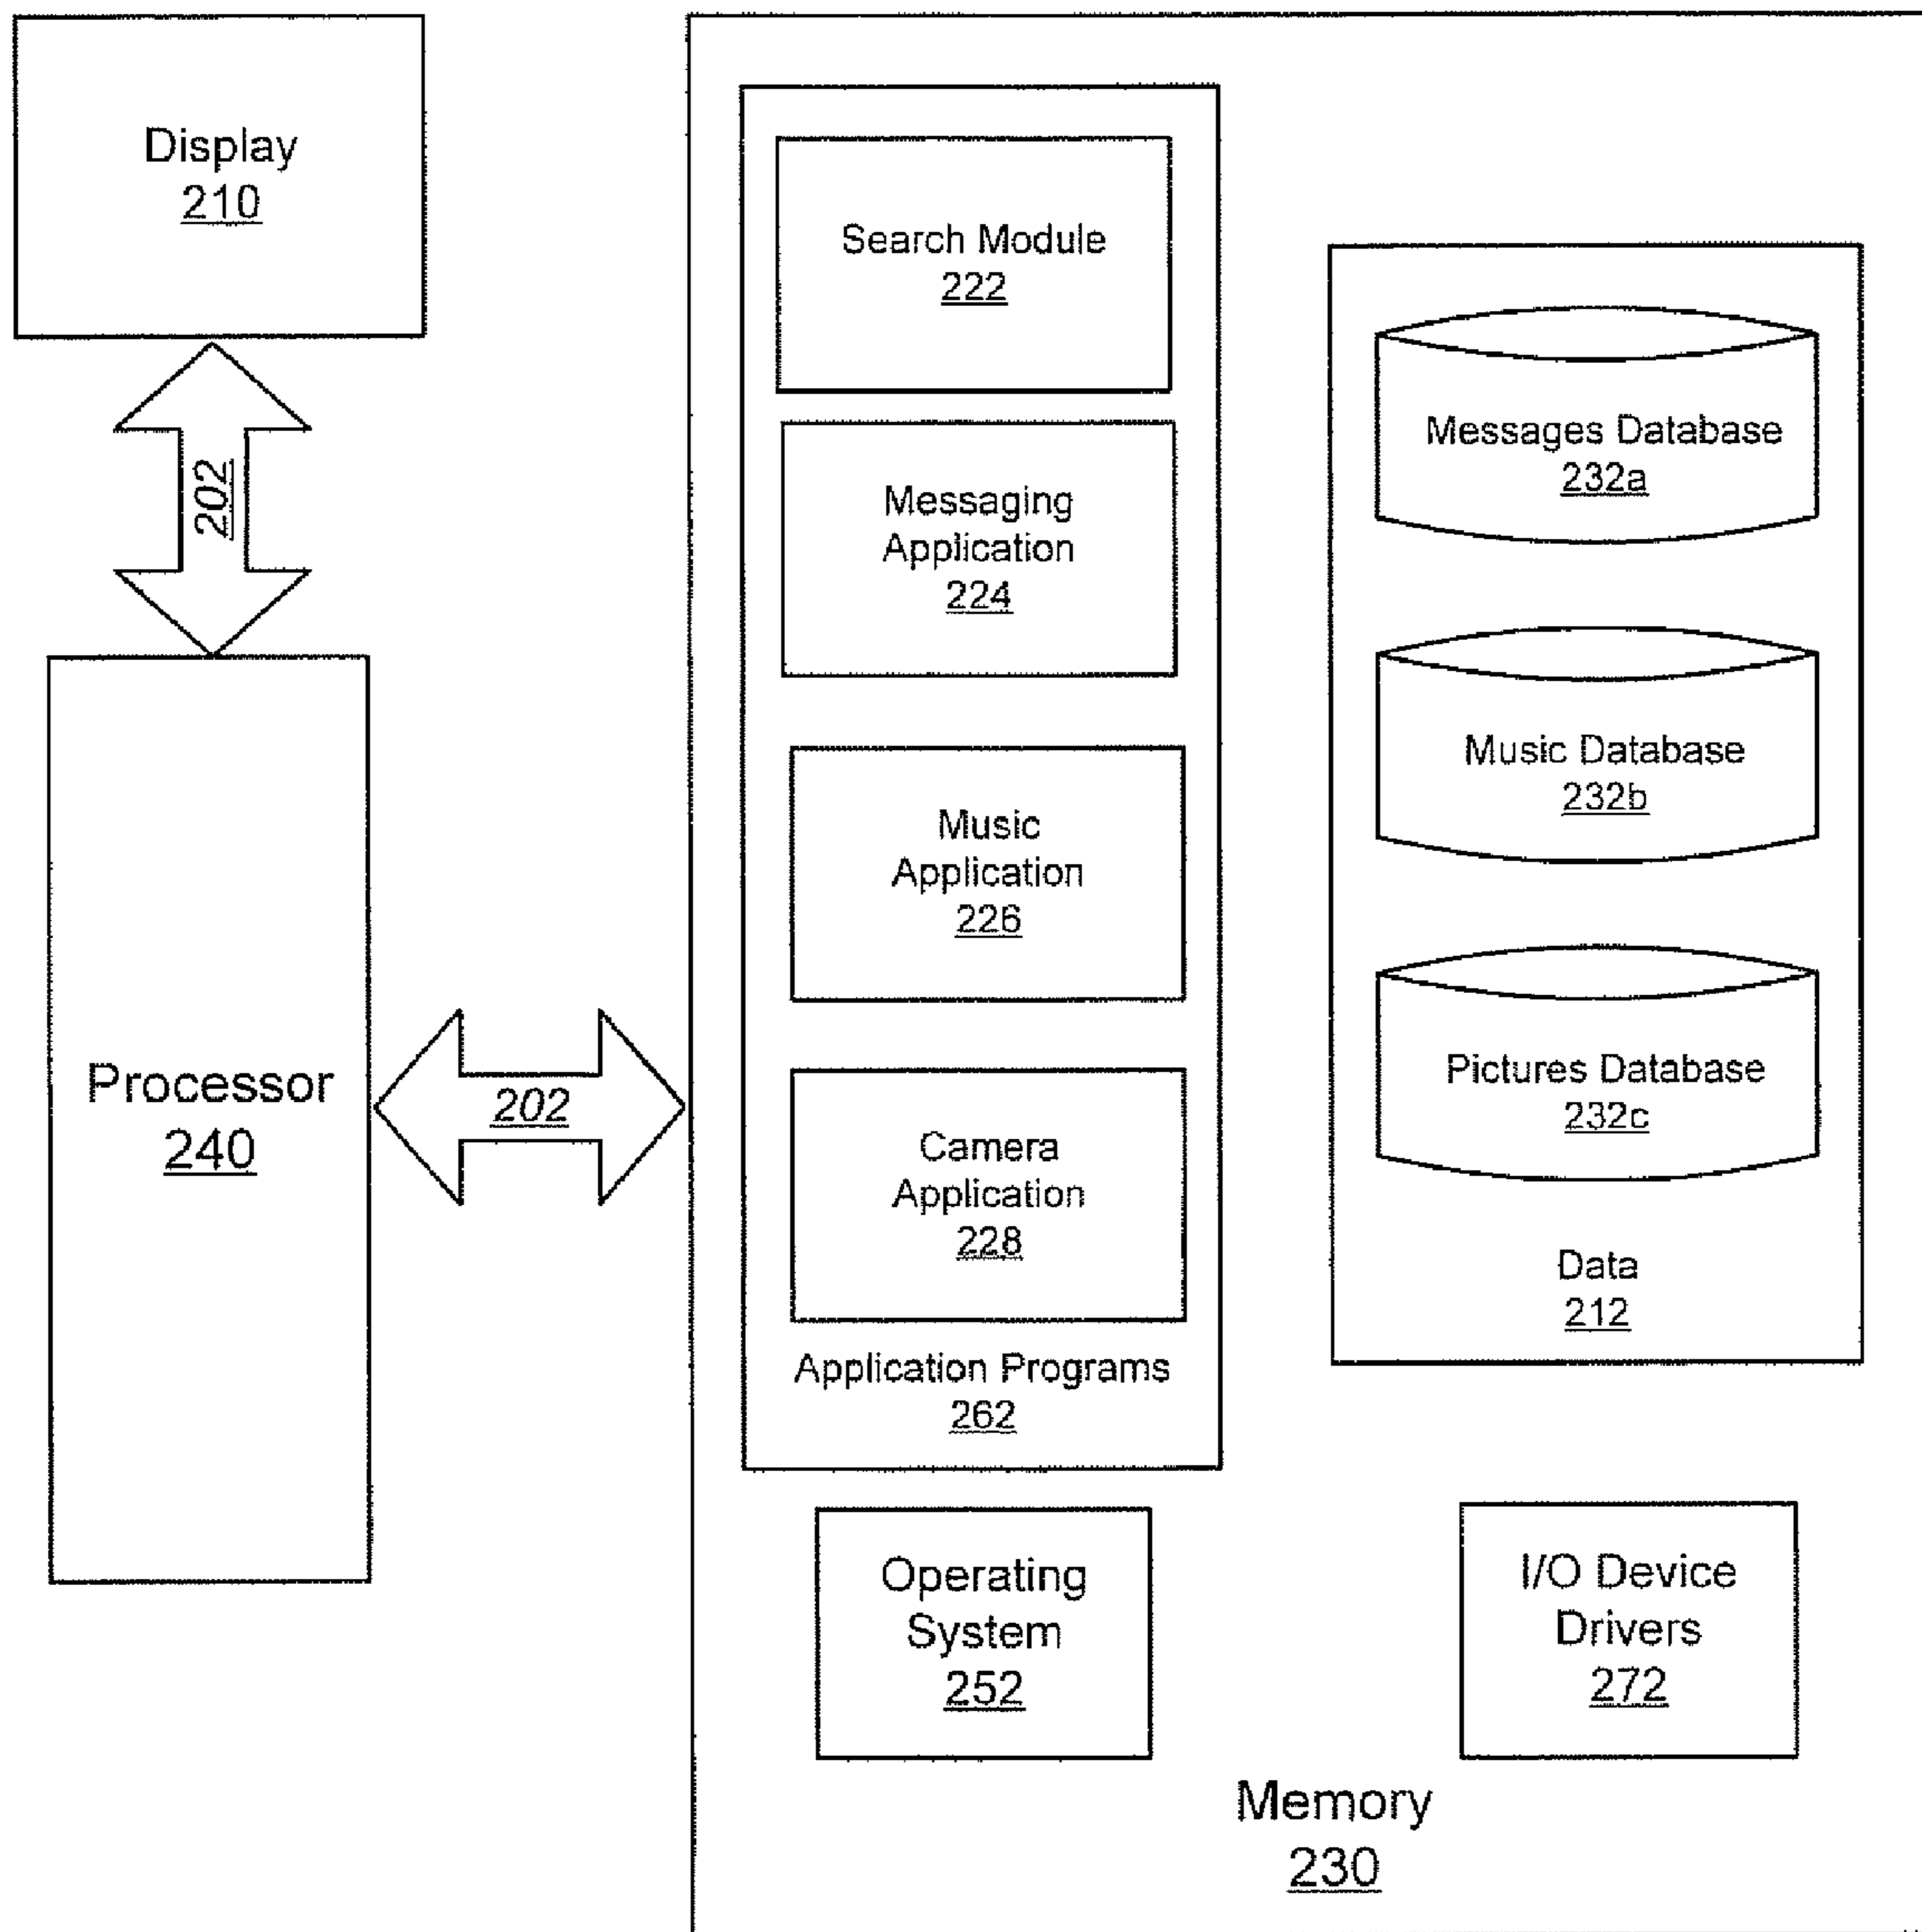 Display
210
202
Processor
240
202
Search Module
222
Messaging
Application
224
Music
Application
226
Camera
Application
228
Application Programs
262
Messages Database
232a
Music Database
232b
Pictures Database
232c
Data
212
Operating
System
252
I/O Device
Drivers
272
Memory
230